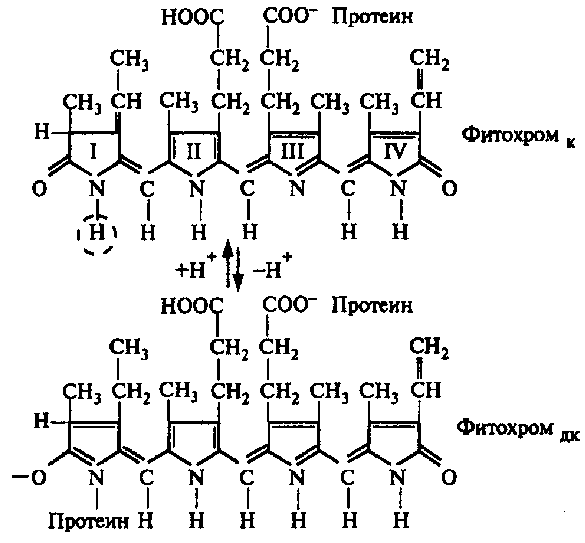 HOOC COO⁻ Протеин
CH₃ CH₂ CH₂ CH₂
CH₃ CH CH₃ CH₂ CH₂ CH₃ CH₃ CH
H I II III IV Фитохром к
O N C N C N C N O
H H H H H H
+H⁺ −H⁺
HOOC COO⁻ Протеин
CH₃ CH₂ CH₂ CH₂
CH₃ CH₂ CH₃ CH₂ CH₂ CH₃ CH₃ CH
H Фитохром дк
−O N C N C N C N O
Протеин H H H H H H